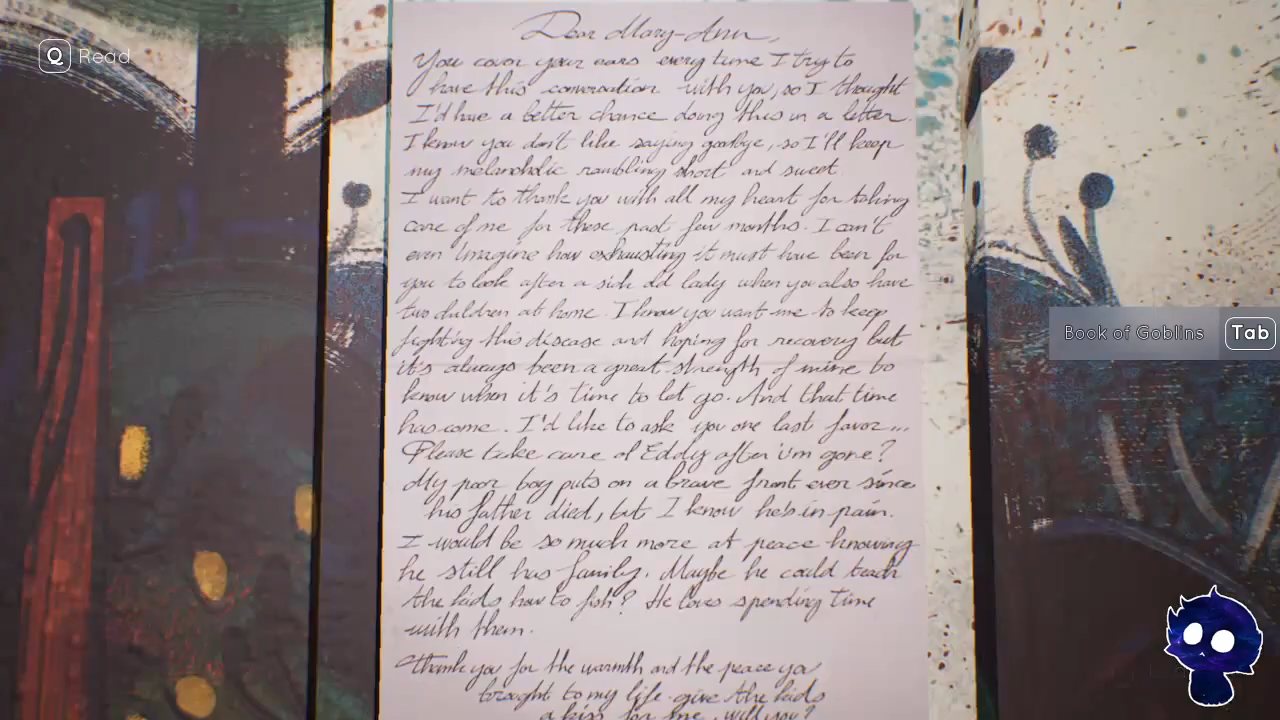 Dear Mary-Ann,
You cover your ears every time I try to
have this conversation with you, so I thought
I'd have a better chance doing this in a letter.
I know you don't like saying goodbye, so I'll keep
my melancholic rambling short and sweet.
I want to thank you with all my heart for taking
care of me for these past few months. I can't
even imagine how exhausting it must have been for
you to look after a sick old lady when you also have
two children at home. I know you want me to keep
fighting this disease and hoping for recovery but
it's always been a great strength of mine to
know when it's time to let go. And that time
has come. I'd like to ask you one last favor...
Please take care of Eddy after i'm gone?
My poor boy puts on a brave front ever since
his father died, but I know he's in pain.
I would be so much more at peace knowing
he still has family. Maybe he could teach
the kids how to fish? He loves spending time
with them.
Thank you for the warmth and the peace you
brought to my life. give the kids
a kiss for me, will you?
Q Read
Book of Goblins Tab